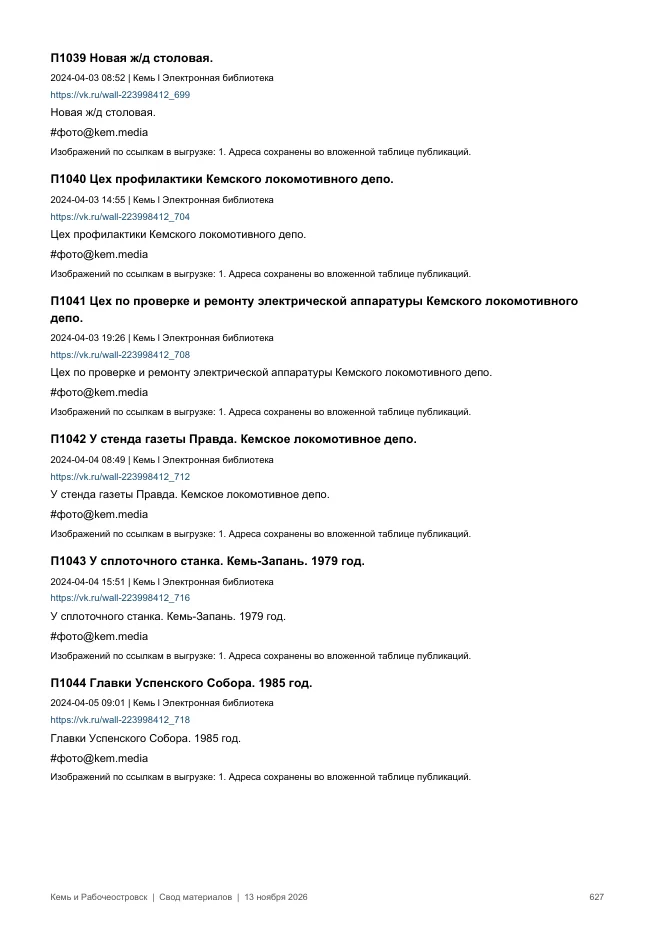 П1039 Новая ж/д столовая.
2024-04-03 08:52 | Кемь I Электронная библиотека
https://vk.ru/wall-223998412_699
Новая ж/д столовая.
#фото@kem.media
Изображений по ссылкам в выгрузке: 1. Адреса сохранены во вложенной таблице публикаций.
П1040 Цех профилактики Кемского локомотивного депо.
2024-04-03 14:55 | Кемь I Электронная библиотека
https://vk.ru/wall-223998412_704
Цех профилактики Кемского локомотивного депо.
#фото@kem.media
Изображений по ссылкам в выгрузке: 1. Адреса сохранены во вложенной таблице публикаций.
П1041 Цех по проверке и ремонту электрической аппаратуры Кемского локомотивного
депо.
2024-04-03 19:26 | Кемь I Электронная библиотека
https://vk.ru/wall-223998412_708
Цех по проверке и ремонту электрической аппаратуры Кемского локомотивного депо.
#фото@kem.media
Изображений по ссылкам в выгрузке: 1. Адреса сохранены во вложенной таблице публикаций.
П1042 У стенда газеты Правда. Кемское локомотивное депо.
2024-04-04 08:49 | Кемь I Электронная библиотека
https://vk.ru/wall-223998412_712
У стенда газеты Правда. Кемское локомотивное депо.
#фото@kem.media
Изображений по ссылкам в выгрузке: 1. Адреса сохранены во вложенной таблице публикаций.
П1043 У сплоточного станка. Кемь-Запань. 1979 год.
2024-04-04 15:51 | Кемь I Электронная библиотека
https://vk.ru/wall-223998412_716
У сплоточного станка. Кемь-Запань. 1979 год.
#фото@kem.media
Изображений по ссылкам в выгрузке: 1. Адреса сохранены во вложенной таблице публикаций.
П1044 Главки Успенского Собора. 1985 год.
2024-04-05 09:01 | Кемь I Электронная библиотека
https://vk.ru/wall-223998412_718
Главки Успенского Собора. 1985 год.
#фото@kem.media
Изображений по ссылкам в выгрузке: 1. Адреса сохранены во вложенной таблице публикаций.
Кемь и Рабочеостровск | Свод материалов | 13 ноября 2026 627